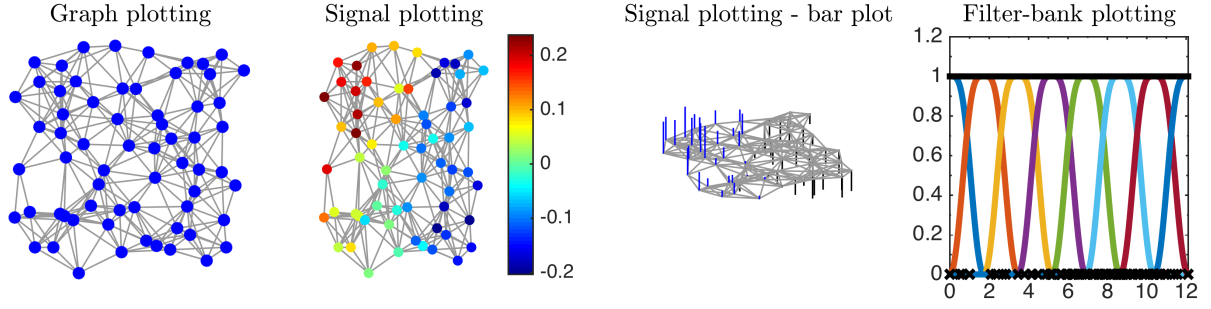 Graph plotting
Signal plotting
Signal plotting - bar plot
Filter-bank plotting
0.2
0.1
0
-0.1
-0.2
1.2
1
0.8
0.6
0.4
0.2
0
0 2 4 6 8 10 12